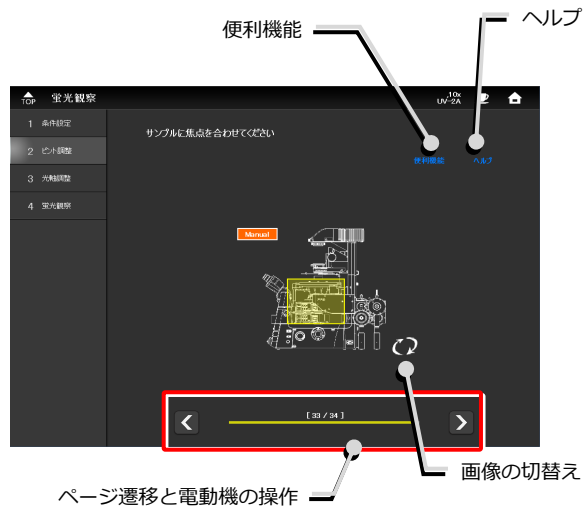 便利機能
ヘルプ
TOP
蛍光観察
10x
UV-2A
1 条件設定
2 ピント調整
3 光軸調整
4 蛍光観察
サンプルに焦点を合わせてください
便利機能
ヘルプ
Manual
[ 33 / 34 ]
画像の切替え
ページ遷移と電動機の操作